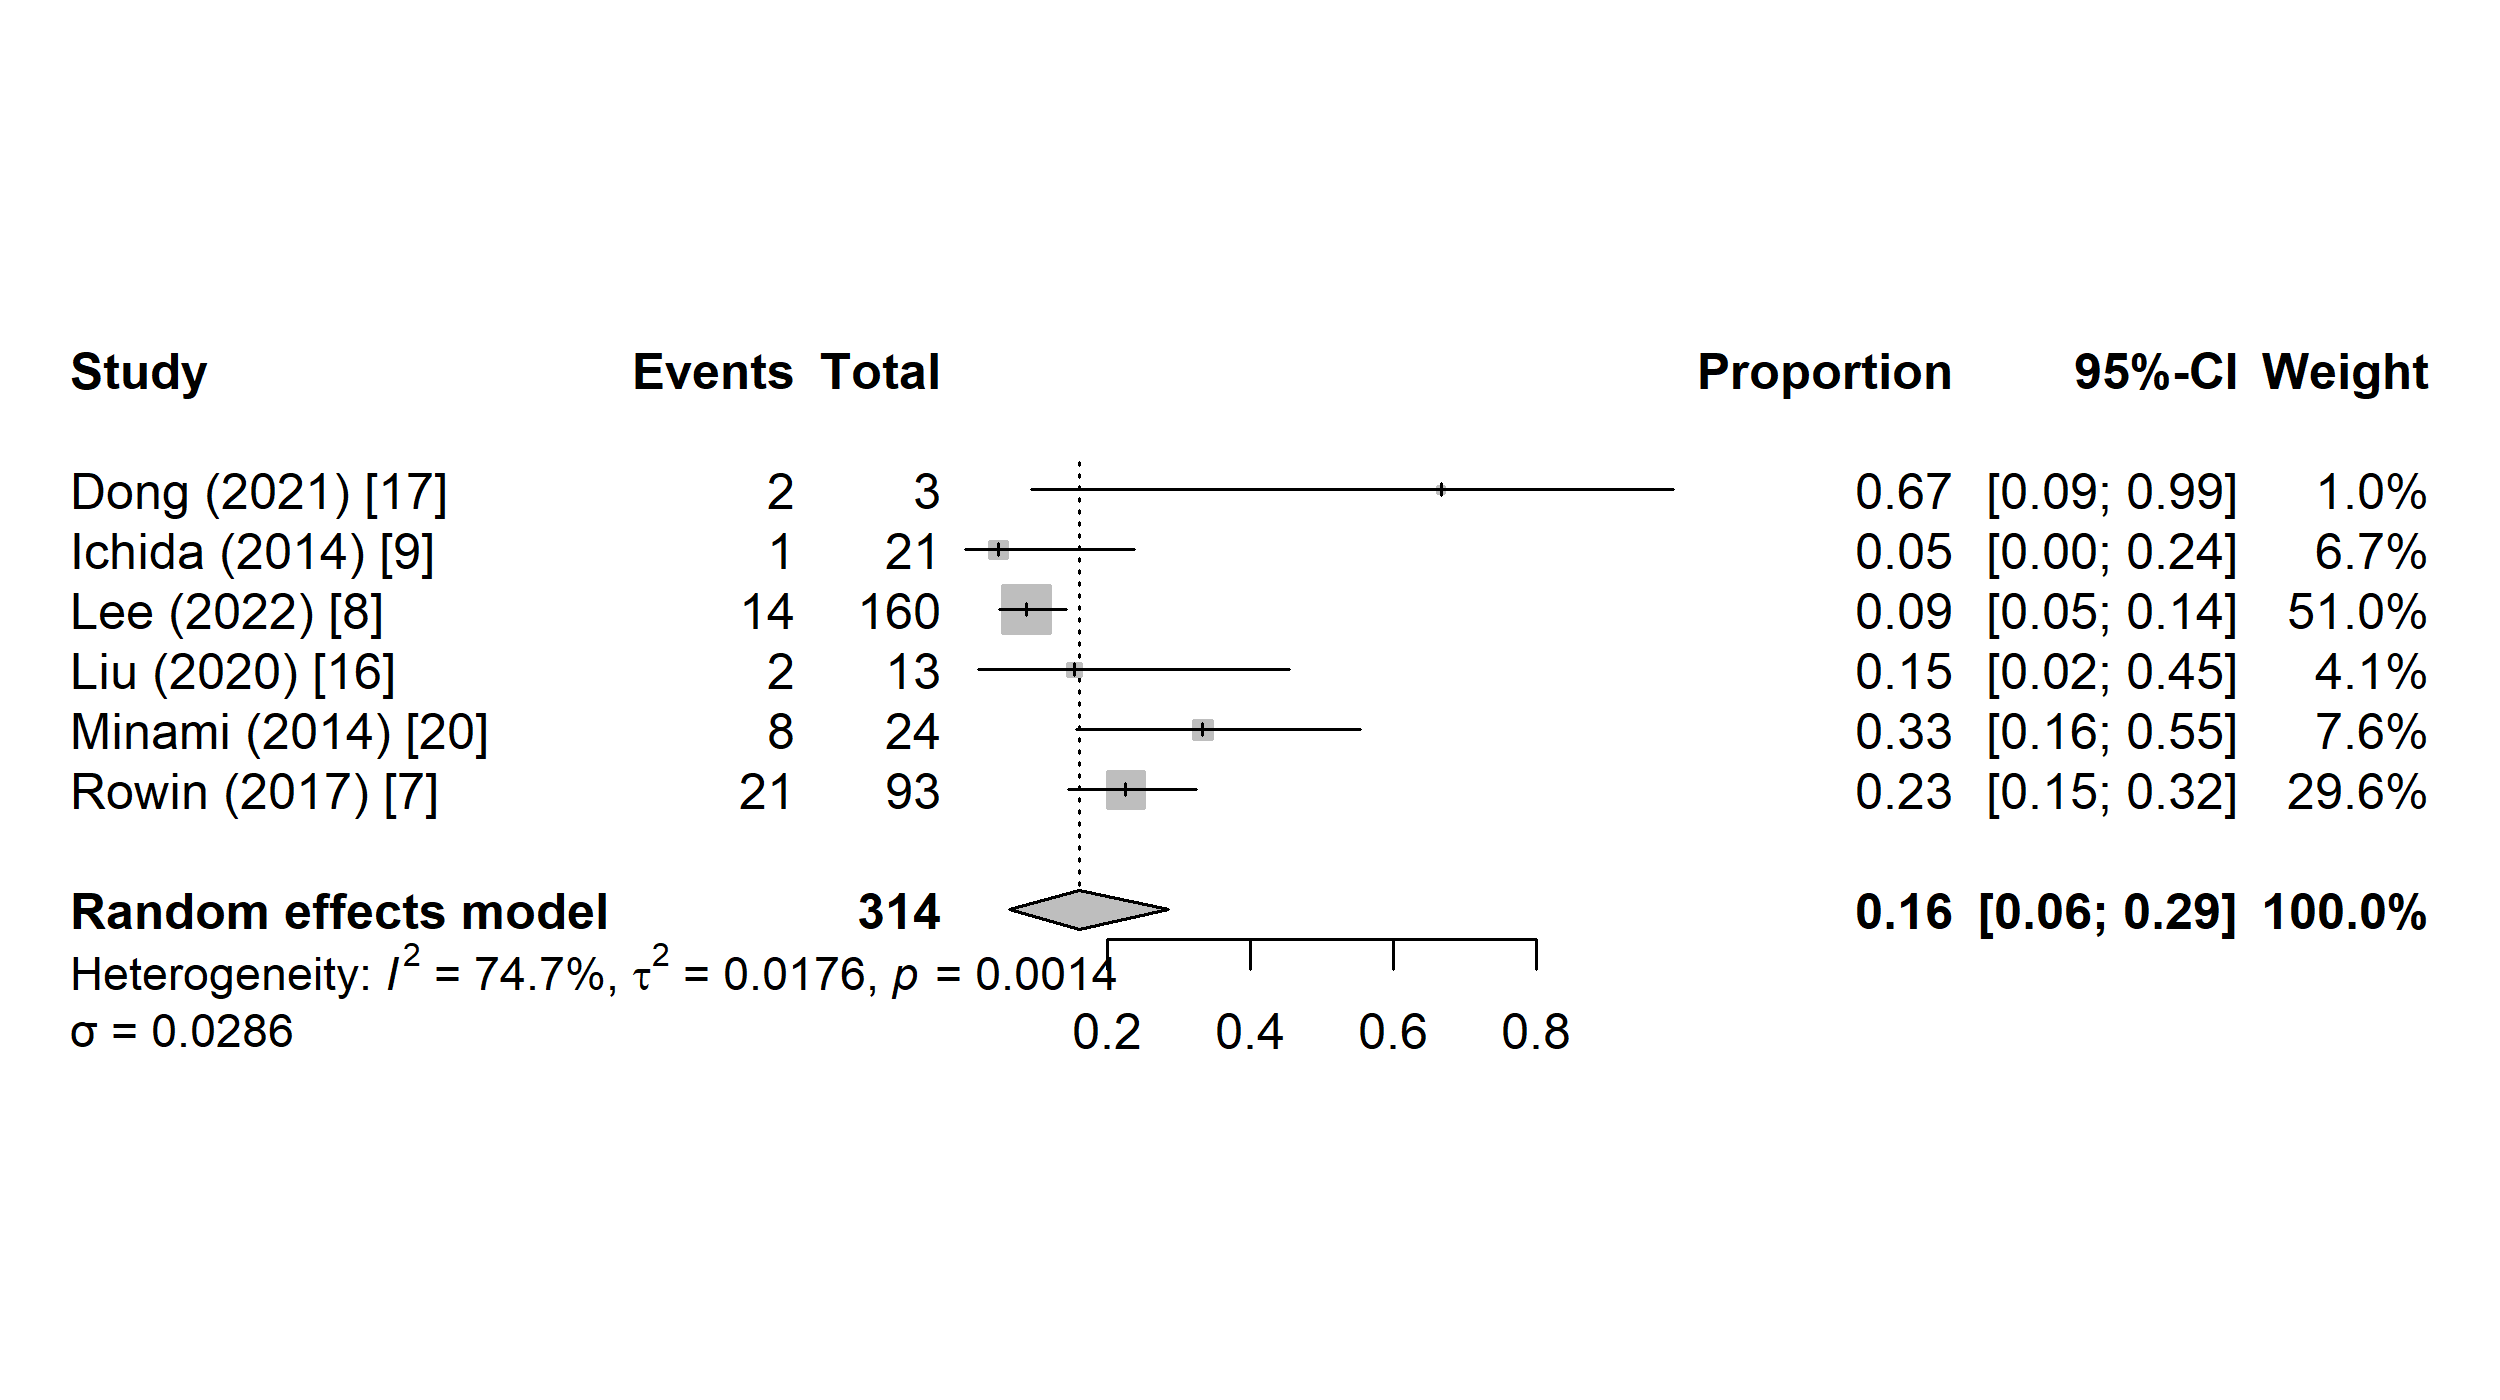 Study Events Total Proportion 95%-CI Weight
Dong (2021) [17] 2 3 0.67 [0.09; 0.99] 1.0%
Ichida (2014) [9] 1 21 0.05 [0.00; 0.24] 6.7%
Lee (2022) [8] 14 160 0.09 [0.05; 0.14] 51.0%
Liu (2020) [16] 2 13 0.15 [0.02; 0.45] 4.1%
Minami (2014) [20] 8 24 0.33 [0.16; 0.55] 7.6%
Rowin (2017) [7] 21 93 0.23 [0.15; 0.32] 29.6%
Random effects model 314 0.16 [0.06; 0.29] 100.0%
Heterogeneity: I² = 74.7%, τ² = 0.0176, p = 0.0014
σ = 0.0286 0.2 0.4 0.6 0.8